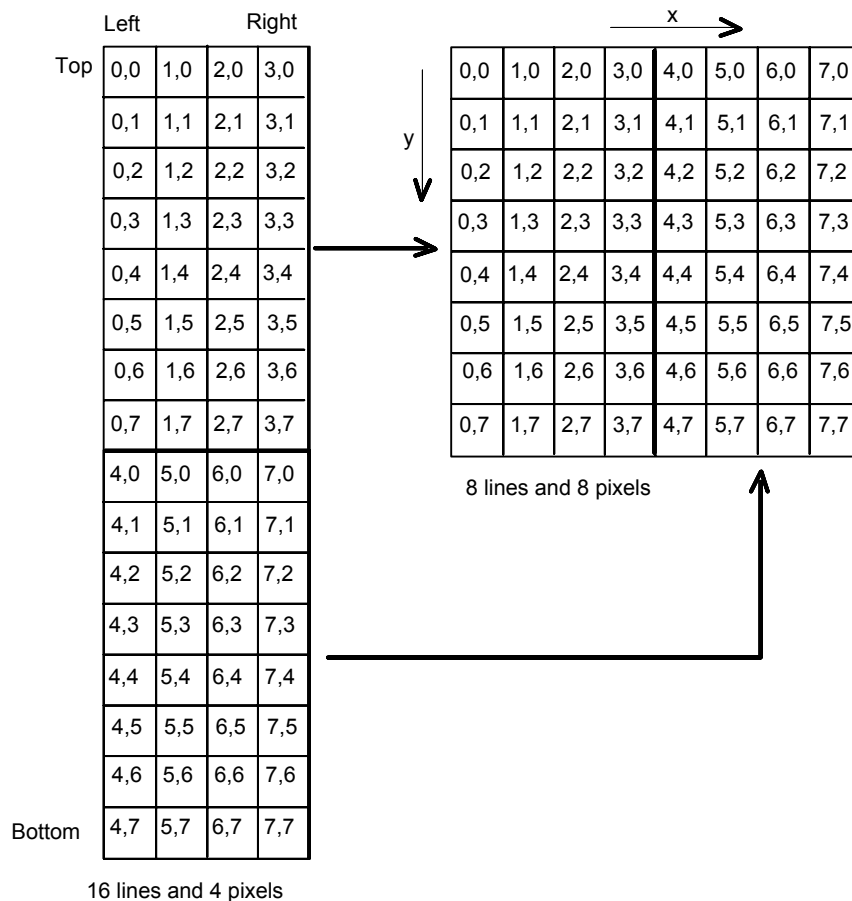 Left Right
Top
0,0 1,0 2,0 3,0
0,1 1,1 2,1 3,1
0,2 1,2 2,2 3,2
0,3 1,3 2,3 3,3
0,4 1,4 2,4 3,4
0,5 1,5 2,5 3,5
0,6 1,6 2,6 3,6
0,7 1,7 2,7 3,7
4,0 5,0 6,0 7,0
4,1 5,1 6,1 7,1
4,2 5,2 6,2 7,2
4,3 5,3 6,3 7,3
4,4 5,4 6,4 7,4
4,5 5,5 6,5 7,5
4,6 5,6 6,6 7,6
4,7 5,7 6,7 7,7
Bottom
16 lines and 4 pixels
x
y
0,0 1,0 2,0 3,0 4,0 5,0 6,0 7,0
0,1 1,1 2,1 3,1 4,1 5,1 6,1 7,1
0,2 1,2 2,2 3,2 4,2 5,2 6,2 7,2
0,3 1,3 2,3 3,3 4,3 5,3 6,3 7,3
0,4 1,4 2,4 3,4 4,4 5,4 6,4 7,4
0,5 1,5 2,5 3,5 4,5 5,5 6,5 7,5
0,6 1,6 2,6 3,6 4,6 5,6 6,6 7,6
0,7 1,7 2,7 3,7 4,7 5,7 6,7 7,7
8 lines and 8 pixels